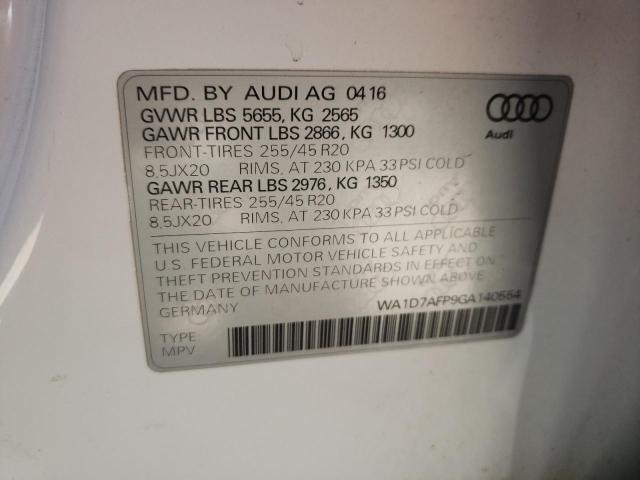 MFD. BY AUDI AG 0416
GVWR LBS 5655, KG 2565
GAWR FRONT LBS 2866, KG 1300
FRONT-TIRES 255/45 R20
8,5JX20 RIMS, AT 230 KPA 33 PSI COLD
GAWR REAR LBS 2976, KG 1350
REAR-TIRES 255/45 R20
8,5JX20 RIMS, AT 230 KPA 33 PSI COLD
Audi
THIS VEHICLE CONFORMS TO ALL APPLICABLE
U.S. FEDERAL MOTOR VEHICLE SAFETY AND
THEFT PREVENTION STANDARDS IN EFFECT ON
THE DATE OF MANUFACTURE SHOWN ABOVE.
GERMANY
WA1D7AFP9GA140554
TYPE
MPV